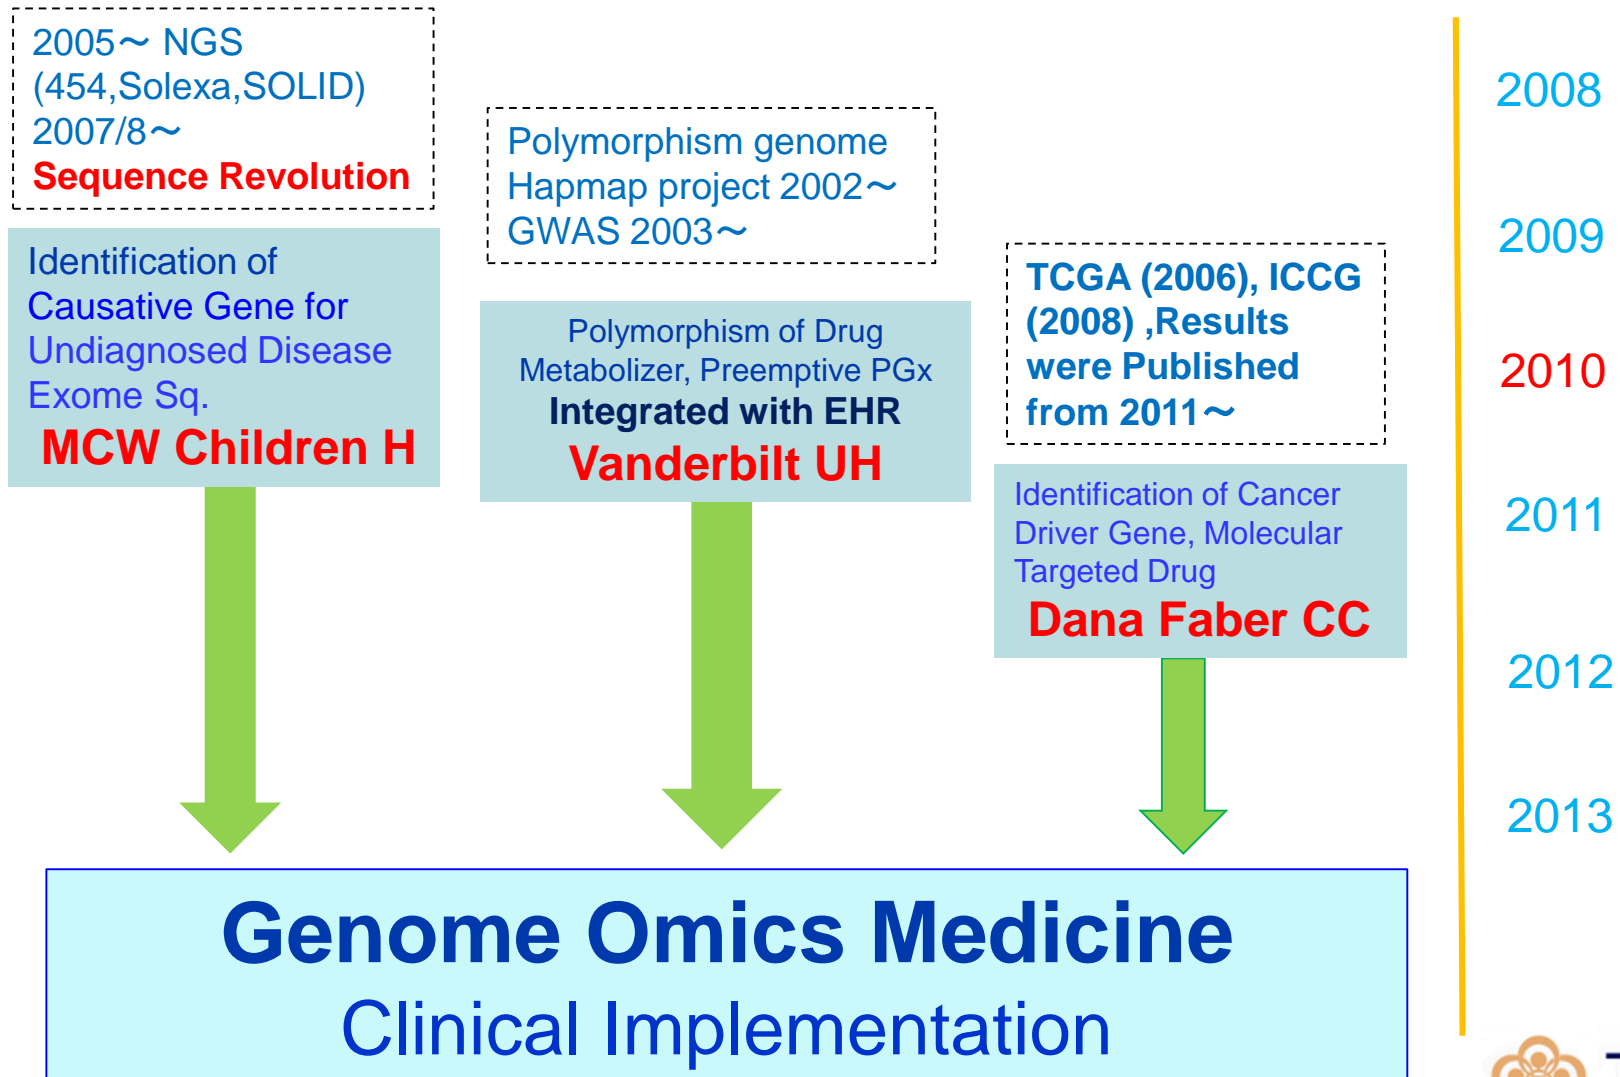 2005～ NGS
(454,Solexa,SOLID)
2007/8～
Sequence Revolution
Identification of
Causative Gene for
Undiagnosed Disease
Exome Sq.
MCW Children H
Polymorphism genome
Hapmap project 2002～
GWAS 2003～
Polymorphism of Drug
Metabolizer, Preemptive PGx
Integrated with EHR
Vanderbilt UH
TCGA (2006), ICCG
(2008) ,Results
were Published
from 2011～
Identification of Cancer
Driver Gene, Molecular
Targeted Drug
Dana Faber CC
2008
2009
2010
2011
2012
2013
Genome Omics Medicine
Clinical Implementation